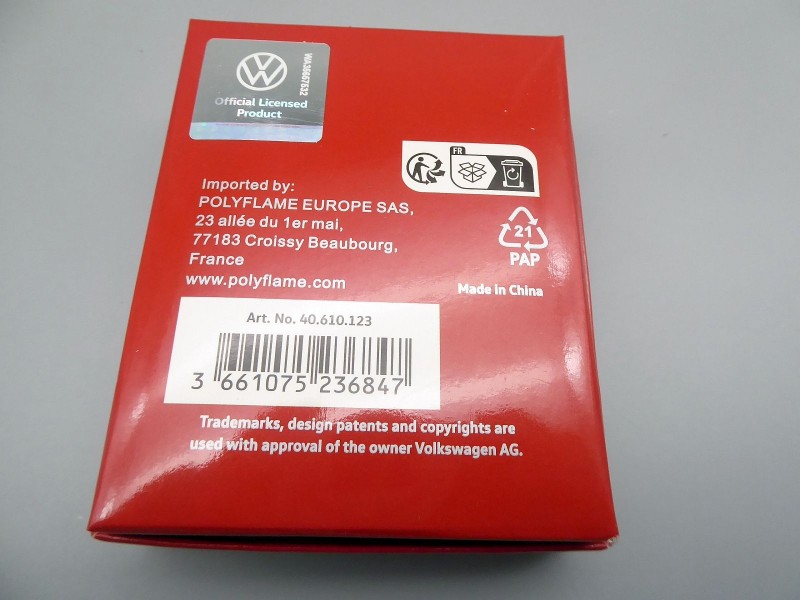 WA3667632
Official Licensed
Product
FR
Imported by:
POLYFLAME EUROPE SAS,
23 allée du 1er mai,
77183 Croissy Beaubourg,
France
www.polyflame.com
21
PAP
Made in China
Art. No. 40.610.123
3 661075 236847
Trademarks, design patents and copyrights are
used with approval of the owner Volkswagen AG.